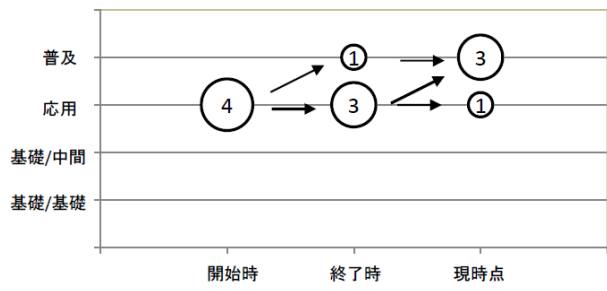 普及
①
③
応用
④
③
①
基礎/中間
基礎/基礎
開始時
終了時
現時点